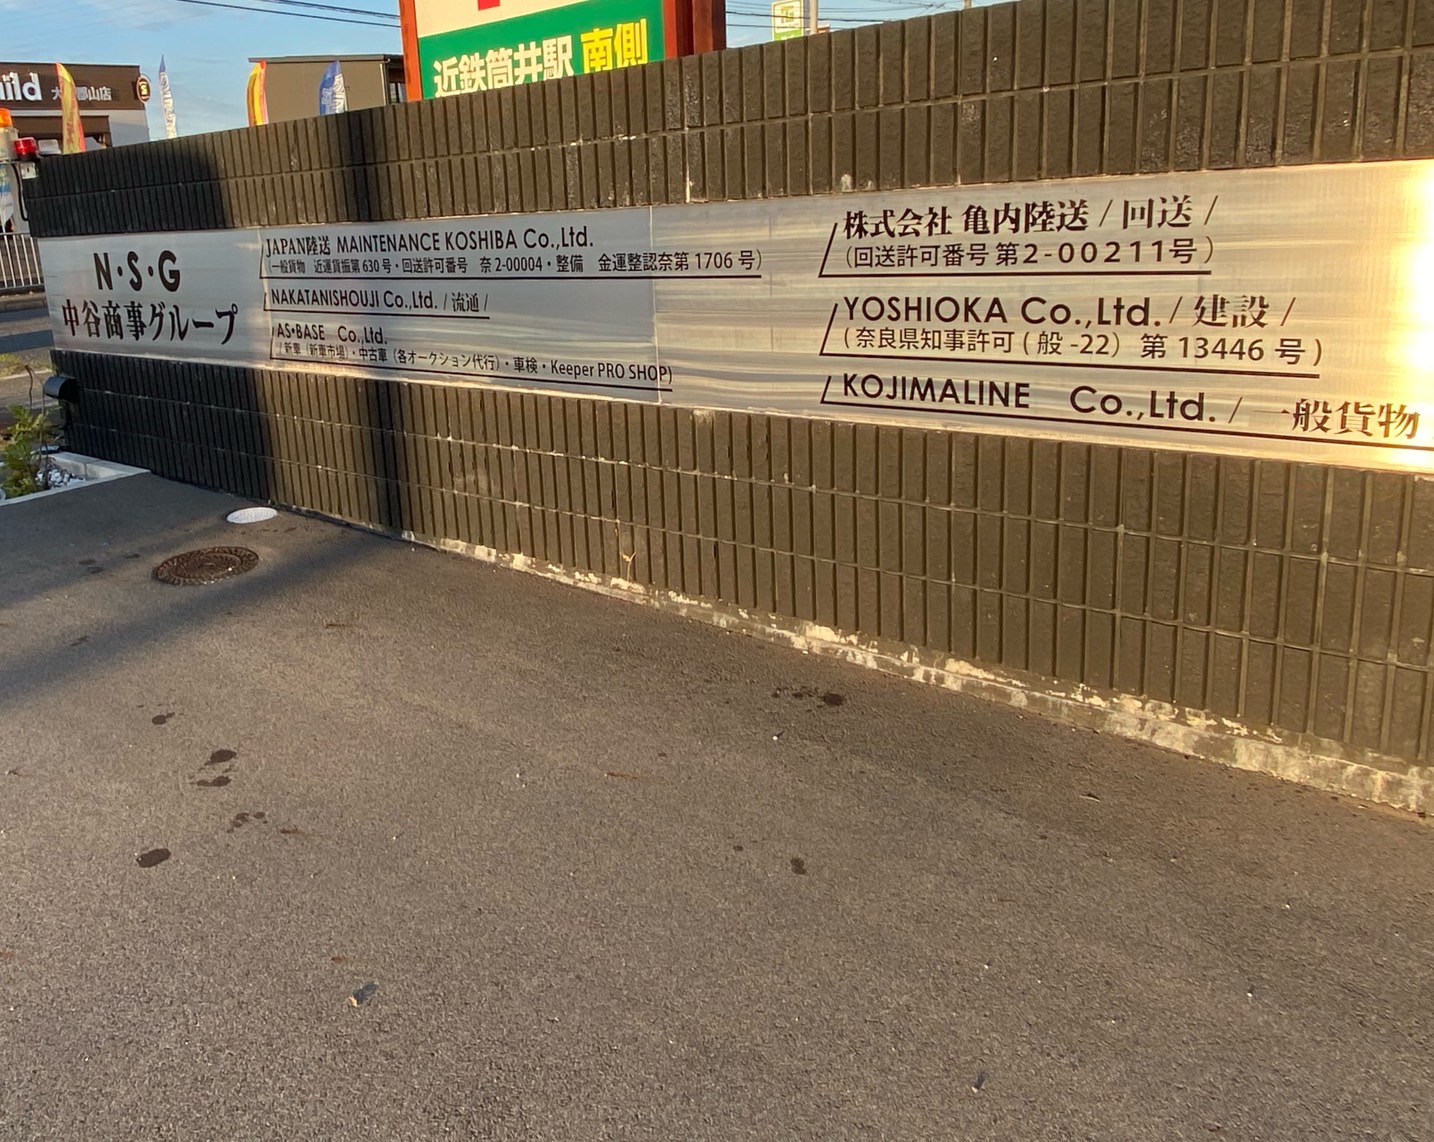 近鉄筒井駅 南側
ild
大和郡山店
N・S・G
中谷商事グループ
JAPAN陸送 MAINTENANCE KOSHIBA Co.,Ltd.
(一般貨物 近運貨振第630号・回送許可番号 奈2-00004・整備 金運整認奈第1706号)
NAKATANISHOUJI Co.,Ltd. / 流通 /
AS・BASE Co.,Ltd.
/ 新車（新車市場）・中古車（各オークション代行）・車検・Keeper PRO SHOP)
株式会社 亀内陸送 / 回送 /
（回送許可番号 第2-00211号）
YOSHIOKA Co.,Ltd. / 建設 /
( 奈良県知事許可 ( 般 -22） 第 13446 号 )
KOJIMALINE Co.,Ltd. / 一般貨物